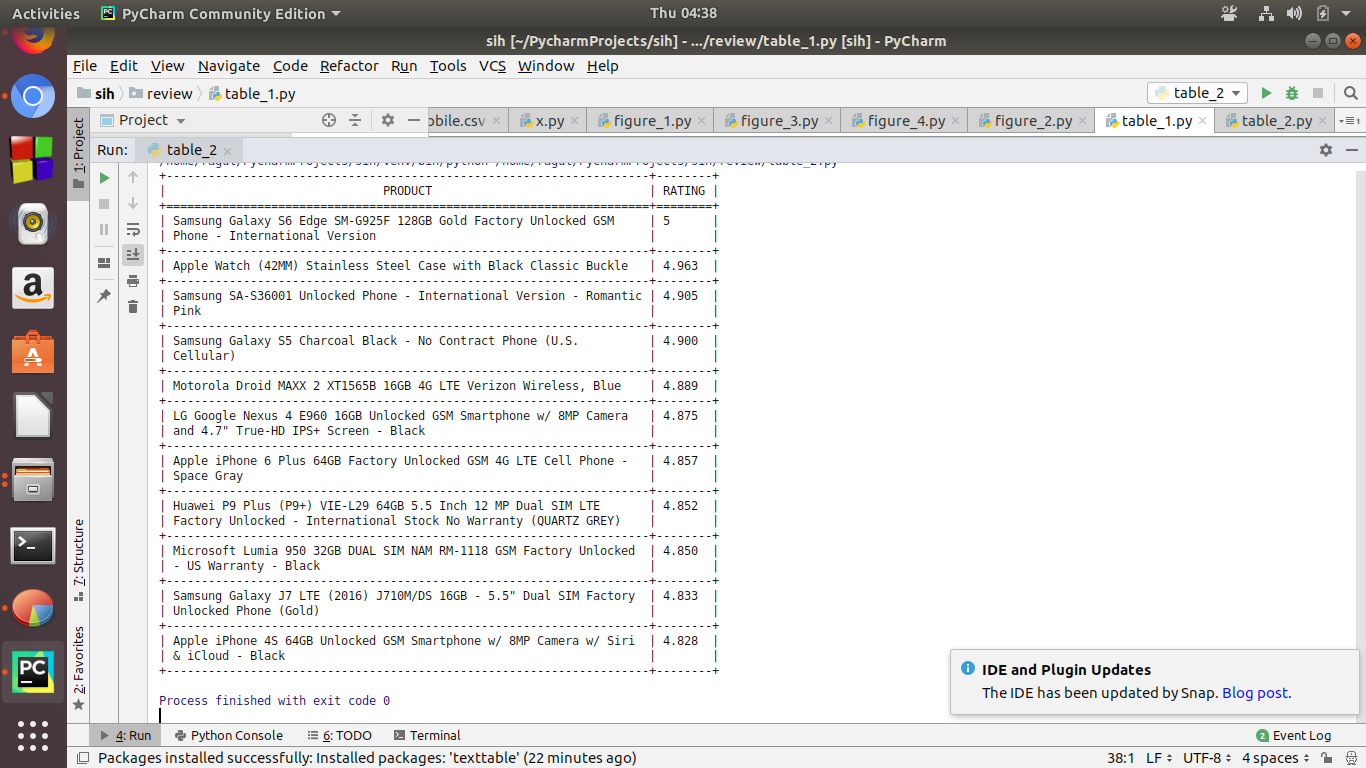 Activities PyCharm Community Edition Thu 04:38
sih [~/PycharmProjects/sih] - .../review/table_1.py [sih] - PyCharm
File Edit View Navigate Code Refactor Run Tools VCS Window Help
sih review table_1.py table_2
Project obile.csv x.py figure_1.py figure_3.py figure_4.py figure_2.py table_1.py table_2.py
1: Project
Run: table_2
+---------------------------------------------------------------------+--------+
| PRODUCT | RATING |
+=====================================================================+========+
| Samsung Galaxy S6 Edge SM-G925F 128GB Gold Factory Unlocked GSM | 5 |
| Phone - International Version | |
+---------------------------------------------------------------------+--------+
| Apple Watch (42MM) Stainless Steel Case with Black Classic Buckle | 4.963 |
+---------------------------------------------------------------------+--------+
| Samsung SA-S36001 Unlocked Phone - International Version - Romantic | 4.905 |
| Pink | |
+---------------------------------------------------------------------+--------+
| Samsung Galaxy S5 Charcoal Black - No Contract Phone (U.S. | 4.900 |
| Cellular) | |
+---------------------------------------------------------------------+--------+
| Motorola Droid MAXX 2 XT1565B 16GB 4G LTE Verizon Wireless, Blue | 4.889 |
+---------------------------------------------------------------------+--------+
| LG Google Nexus 4 E960 16GB Unlocked GSM Smartphone w/ 8MP Camera | 4.875 |
| and 4.7" True-HD IPS+ Screen - Black | |
+---------------------------------------------------------------------+--------+
| Apple iPhone 6 Plus 64GB Factory Unlocked GSM 4G LTE Cell Phone - | 4.857 |
| Space Gray | |
+---------------------------------------------------------------------+--------+
| Huawei P9 Plus (P9+) VIE-L29 64GB 5.5 Inch 12 MP Dual SIM LTE | 4.852 |
| Factory Unlocked - International Stock No Warranty (QUARTZ GREY) | |
+---------------------------------------------------------------------+--------+
| Microsoft Lumia 950 32GB DUAL SIM NAM RM-1118 GSM Factory Unlocked | 4.850 |
| - US Warranty - Black | |
+---------------------------------------------------------------------+--------+
| Samsung Galaxy J7 LTE (2016) J710M/DS 16GB - 5.5" Dual SIM Factory | 4.833 |
| Unlocked Phone (Gold) | |
+---------------------------------------------------------------------+--------+
| Apple iPhone 4S 64GB Unlocked GSM Smartphone w/ 8MP Camera w/ Siri | 4.828 |
| & iCloud - Black | |
+---------------------------------------------------------------------+--------+
Process finished with exit code 0
7: Structure
2: Favorites
IDE and Plugin Updates
The IDE has been updated by Snap. Blog post.
4: Run Python Console 6: TODO Terminal 2 Event Log
Packages installed successfully: Installed packages: 'texttable' (22 minutes ago) 38:1 LF UTF-8 4 spaces